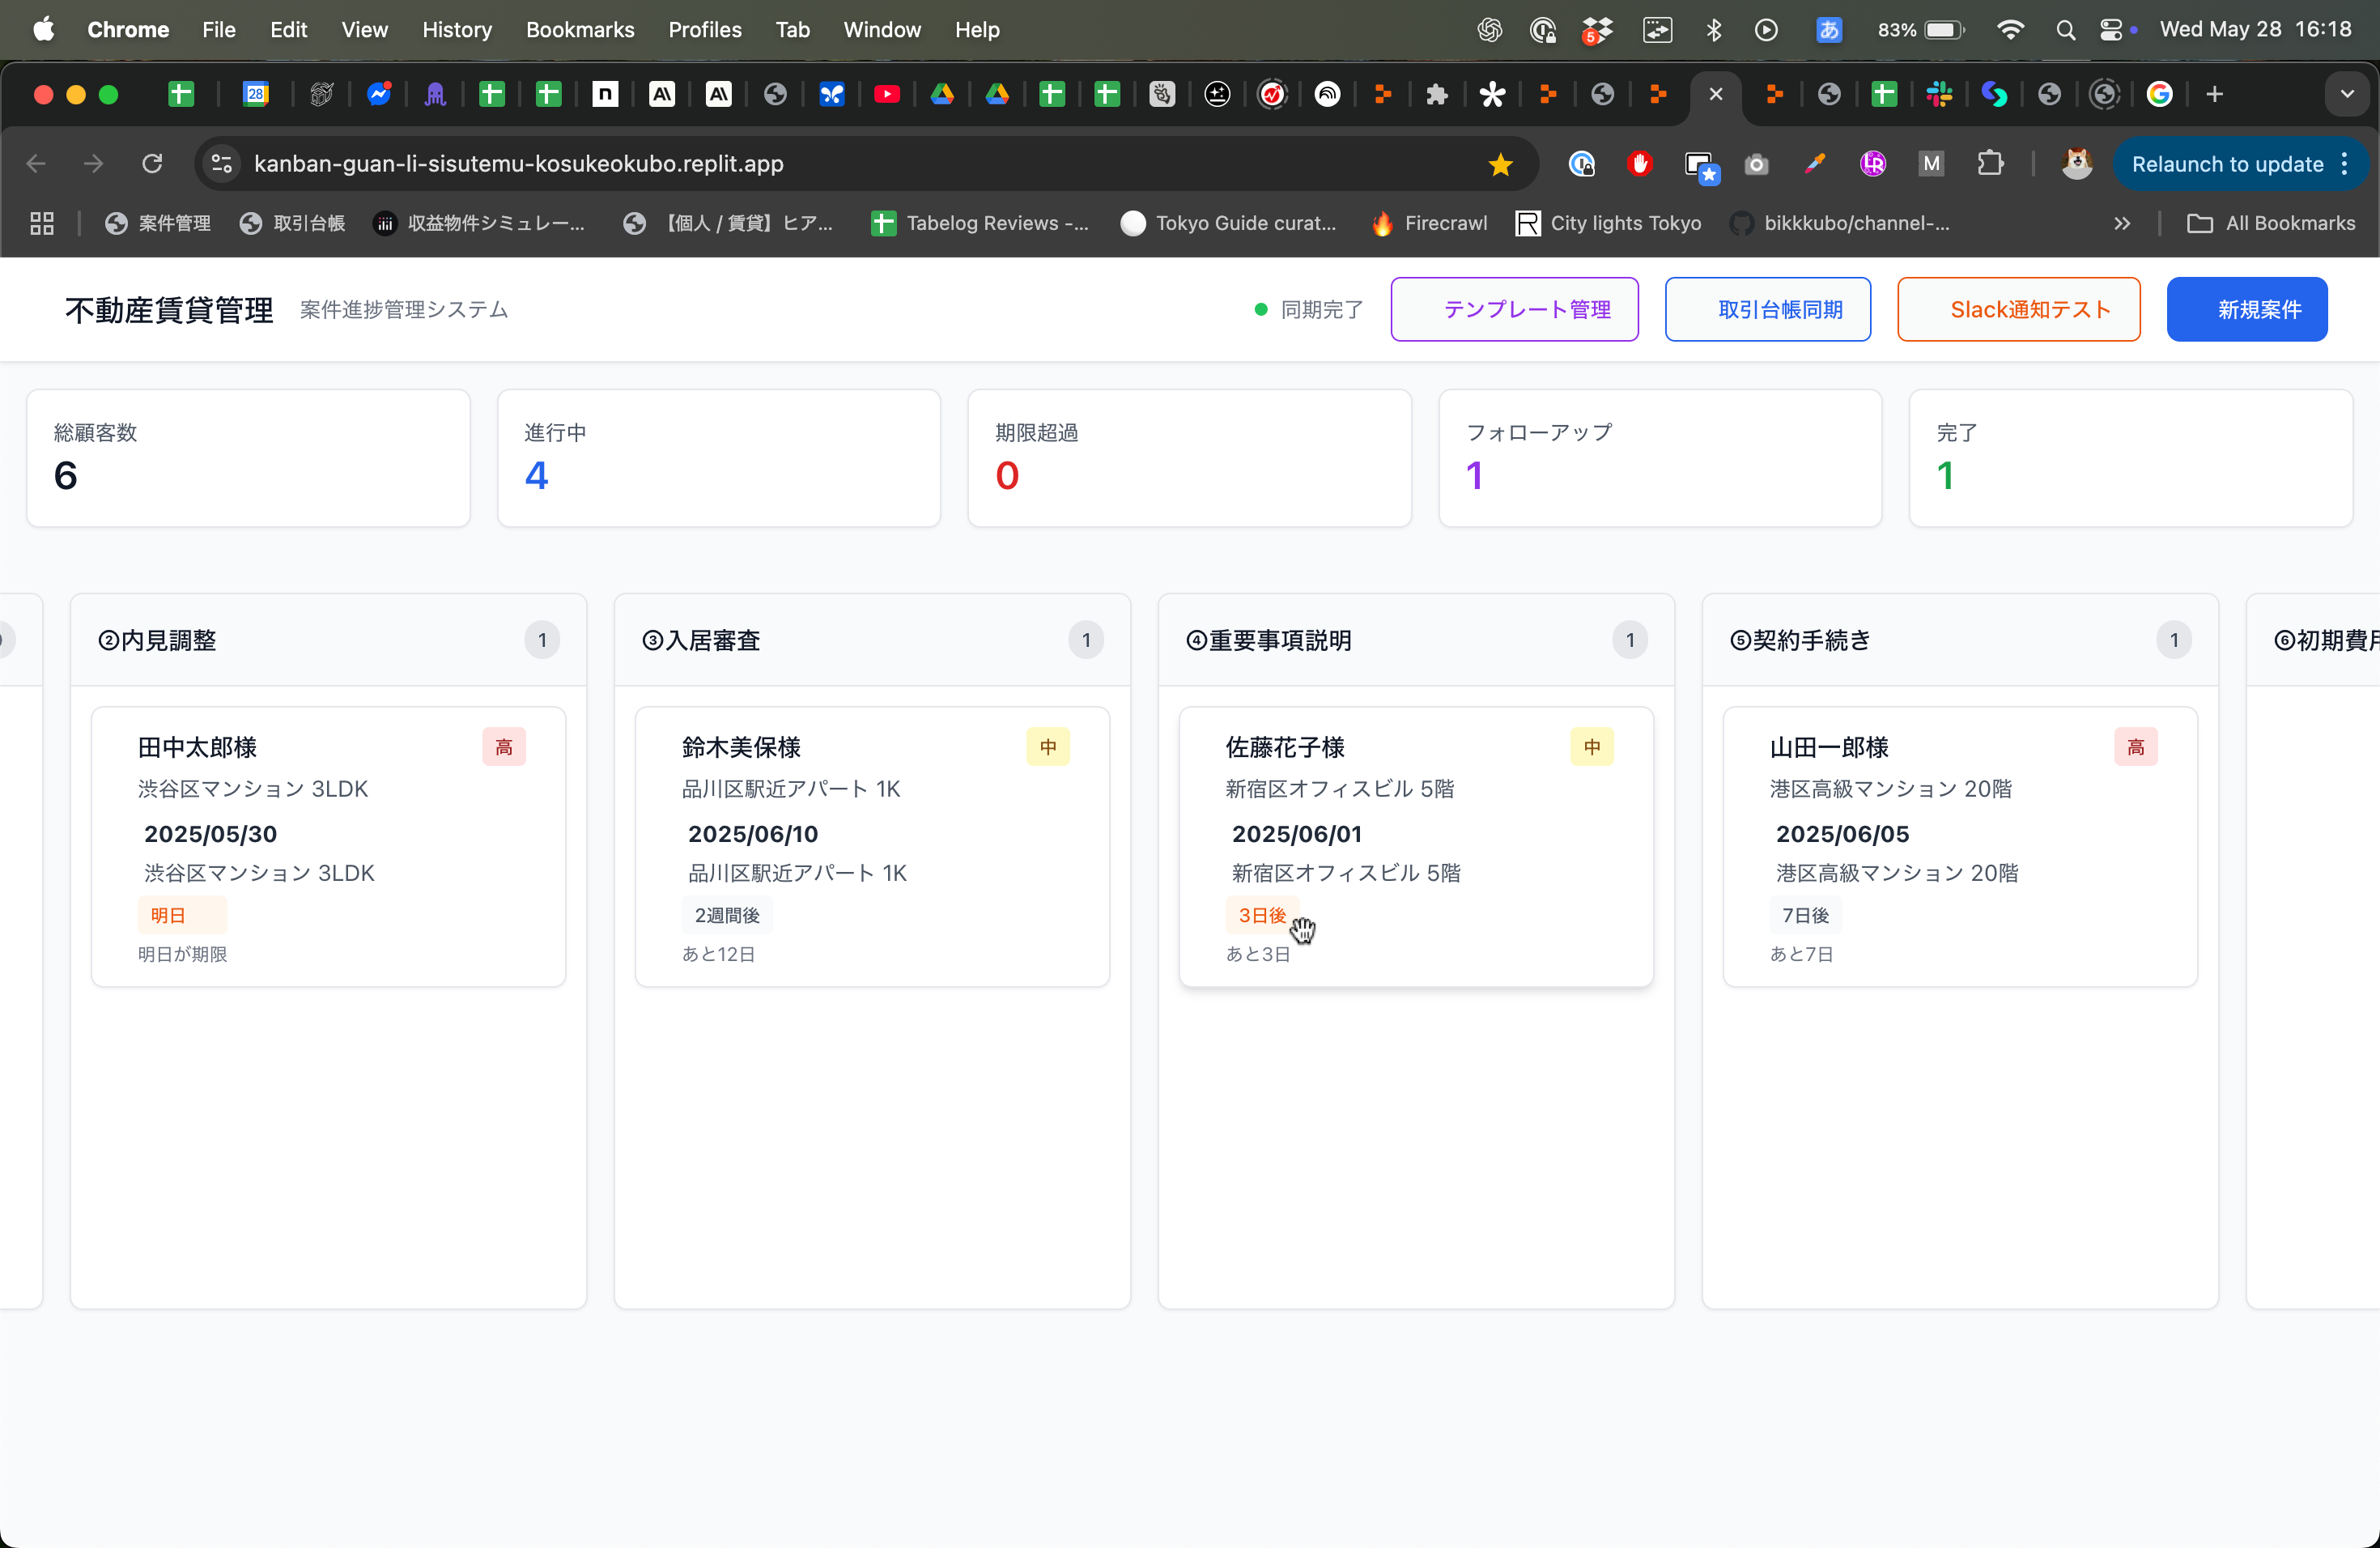 Chrome File Edit View History Bookmarks Profiles Tab Window Help 5 あ 83% Wed May 28 16:18
28
kanban-guan-li-sisutemu-kosukeokubo.replit.app M Relaunch to update
案件管理 取引台帳 収益物件シミュレー... 【個人 / 賃貸】ヒア... Tabelog Reviews -... Tokyo Guide curat... Firecrawl City lights Tokyo bikkkubo/channel-... All Bookmarks
不動産賃貸管理 案件進捗管理システム 同期完了 テンプレート管理 取引台帳同期 Slack通知テスト 新規案件
総顧客数 進行中 期限超過 フォローアップ 完了
6 4 0 1 1
②内見調整 1 ③入居審査 1 ④重要事項説明 1 ⑤契約手続き 1 ⑥初期費
田中太郎様 高
渋谷区マンション 3LDK
2025/05/30
渋谷区マンション 3LDK
明日
明日が期限
鈴木美保様 中
品川区駅近アパート 1K
2025/06/10
品川区駅近アパート 1K
2週間後
あと12日
佐藤花子様 中
新宿区オフィスビル 5階
2025/06/01
新宿区オフィスビル 5階
3日後
あと3日
山田一郎様 高
港区高級マンション 20階
2025/06/05
港区高級マンション 20階
7日後
あと7日